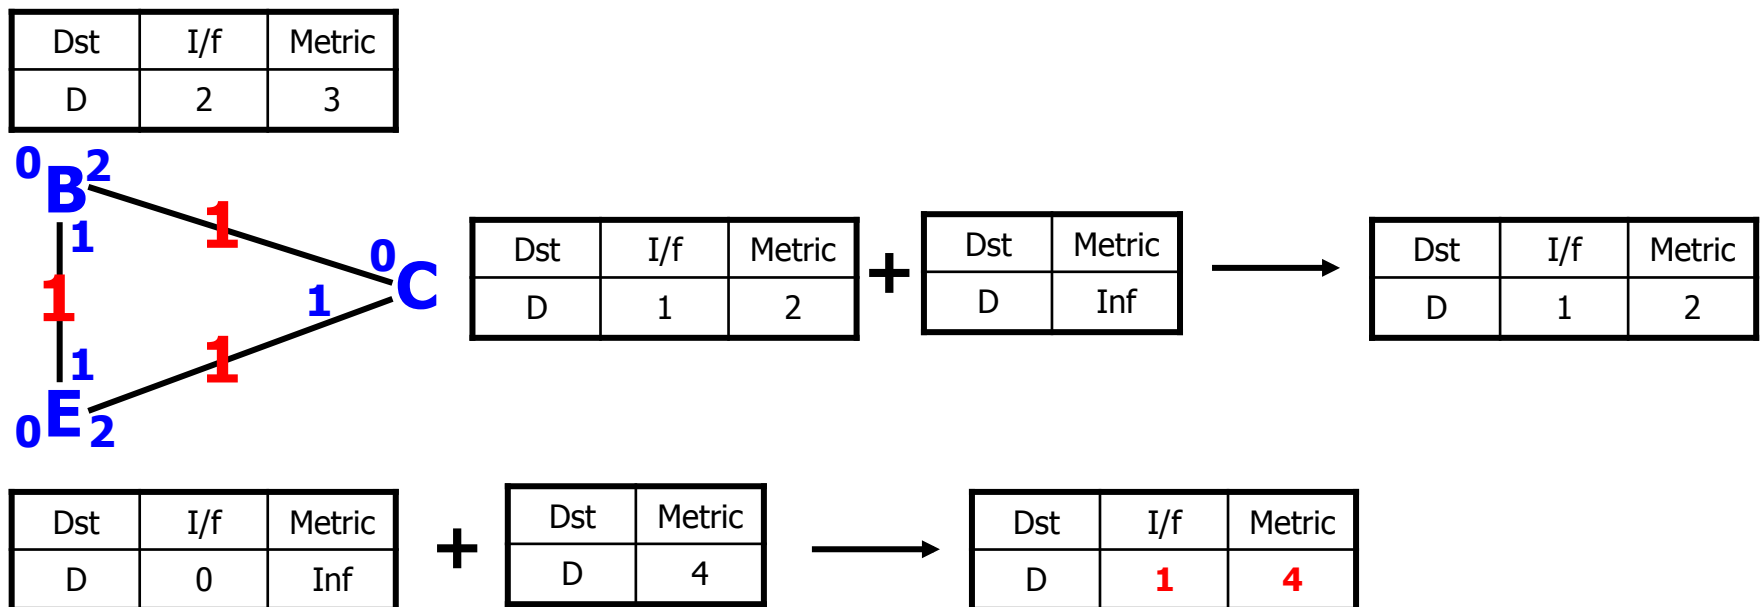 Dst I/f Metric
D 2 3
0 B 2
1
1
1
0 C
1
1
1
0 E 2
Dst I/f Metric
D 1 2
+
Dst Metric
D Inf
Dst I/f Metric
D 1 2
Dst I/f Metric
D 0 Inf
+
Dst Metric
D 4
Dst I/f Metric
D 1 4